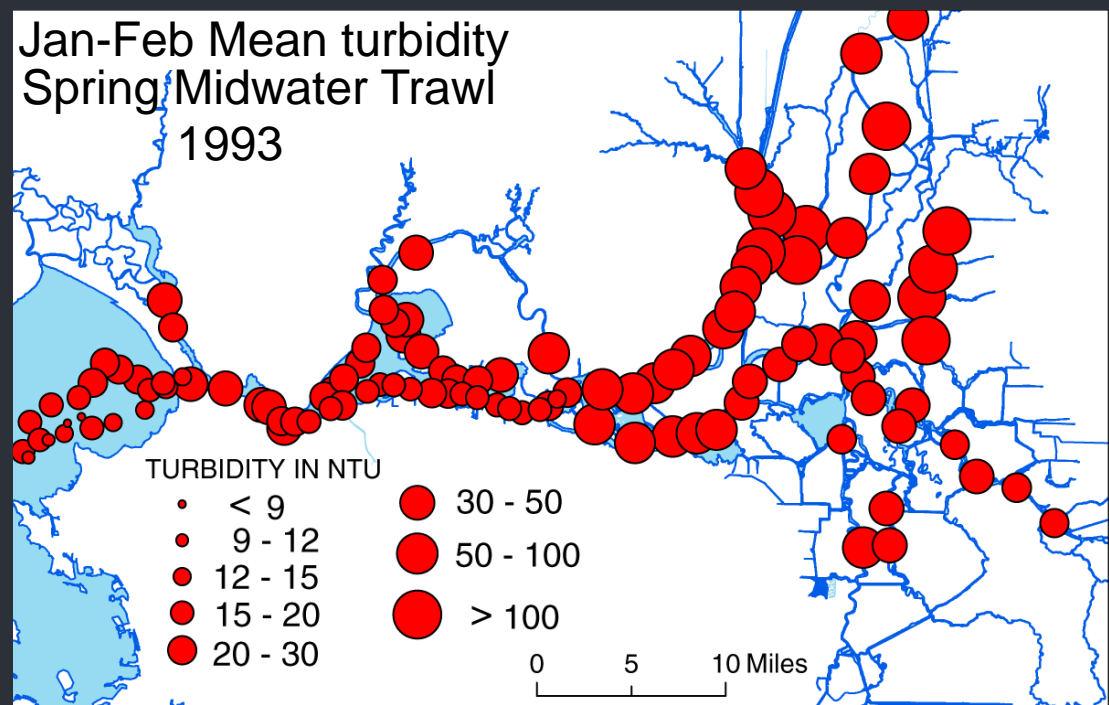 Jan-Feb Mean turbidity
Spring Midwater Trawl
1993
TURBIDITY IN NTU
< 9
9 - 12
12 - 15
15 - 20
20 - 30
30 - 50
50 - 100
> 100
0 5 10 Miles